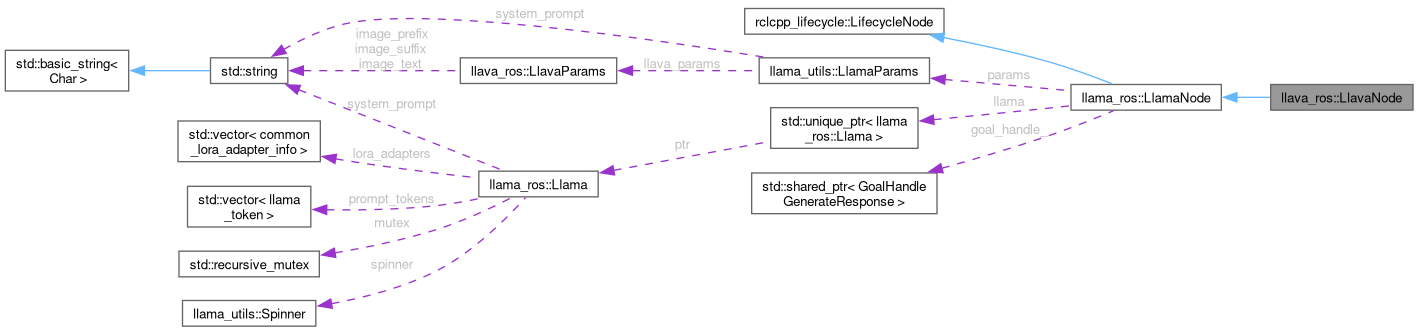 system_prompt
rclcpp_lifecycle::LifecycleNode
image_prefix
image_suffix
image_text
std::basic_string<
Char >
std::string
llava_ros::LlavaParams
llava_params
llama_utils::LlamaParams
params
llama_ros::LlamaNode
llava_ros::LlavaNode
system_prompt
llama
std::unique_ptr< llama
_ros::Llama >
goal_handle_
std::vector< common
_lora_adapter_info >
lora_adapters
ptr
llama_ros::Llama
std::shared_ptr< GoalHandle
GenerateResponse >
std::vector< llama
_token >
prompt_tokens
mutex
std::recursive_mutex
spinner
llama_utils::Spinner